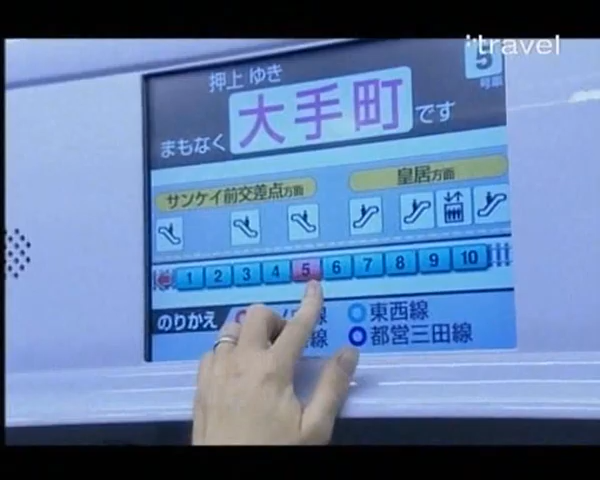 travel
押上 ゆき
5
号車
まもなく 大手町 です
サンケイ前交差点方面 皇居方面
1 2 3 4 5 6 7 8 9 10
のりかえ 線 東西線
線 都営三田線